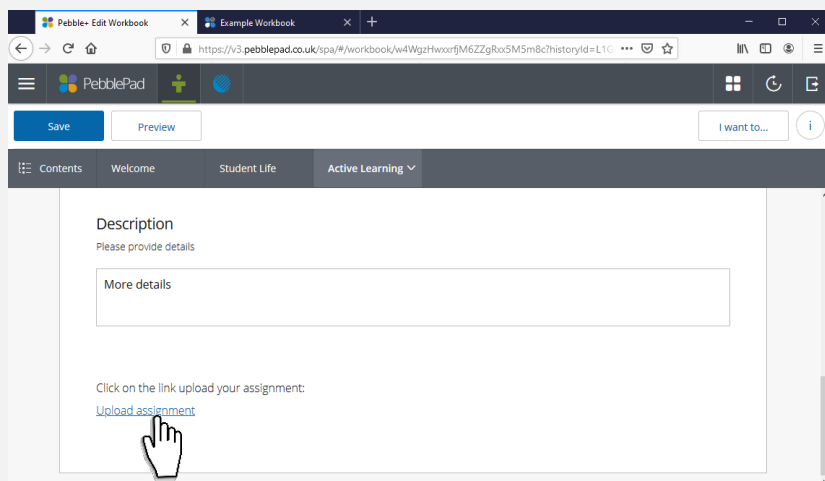 Pebble+ Edit Workbook
Example Workbook
https://v3.pebblepad.co.uk/spa/#/workbook/w4WgzHwxxrfjM6ZZgRxx5M5m8c?historyId=L1G
PebblePad
Save
Preview
I want to...
i
Contents
Welcome
Student Life
Active Learning
Description
Please provide details
More details
Click on the link upload your assignment:
Upload assignment